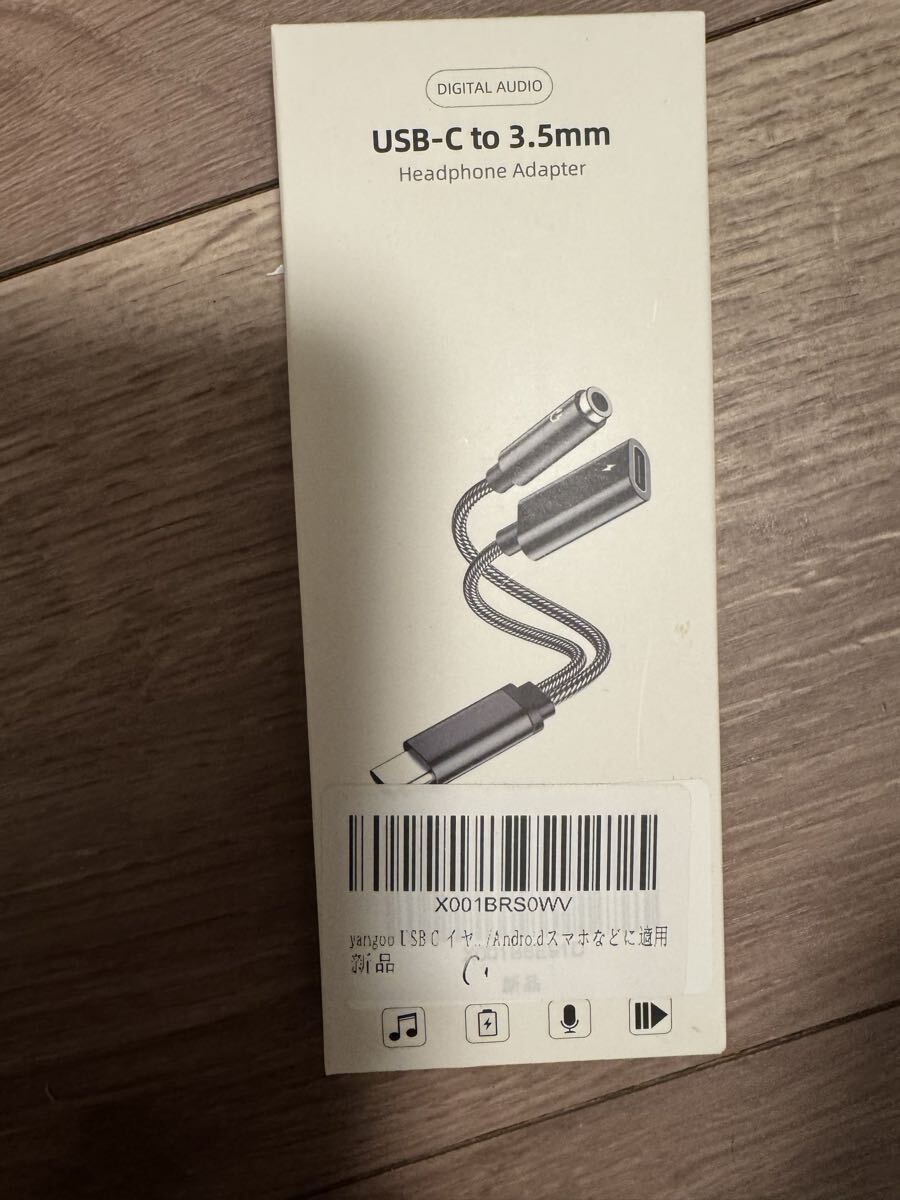 DIGITAL AUDIO
USB-C to 3.5mm
Headphone Adapter
X001BRS0WV
yangoo USB C イヤ... /Androidスマホなどに適用
新品